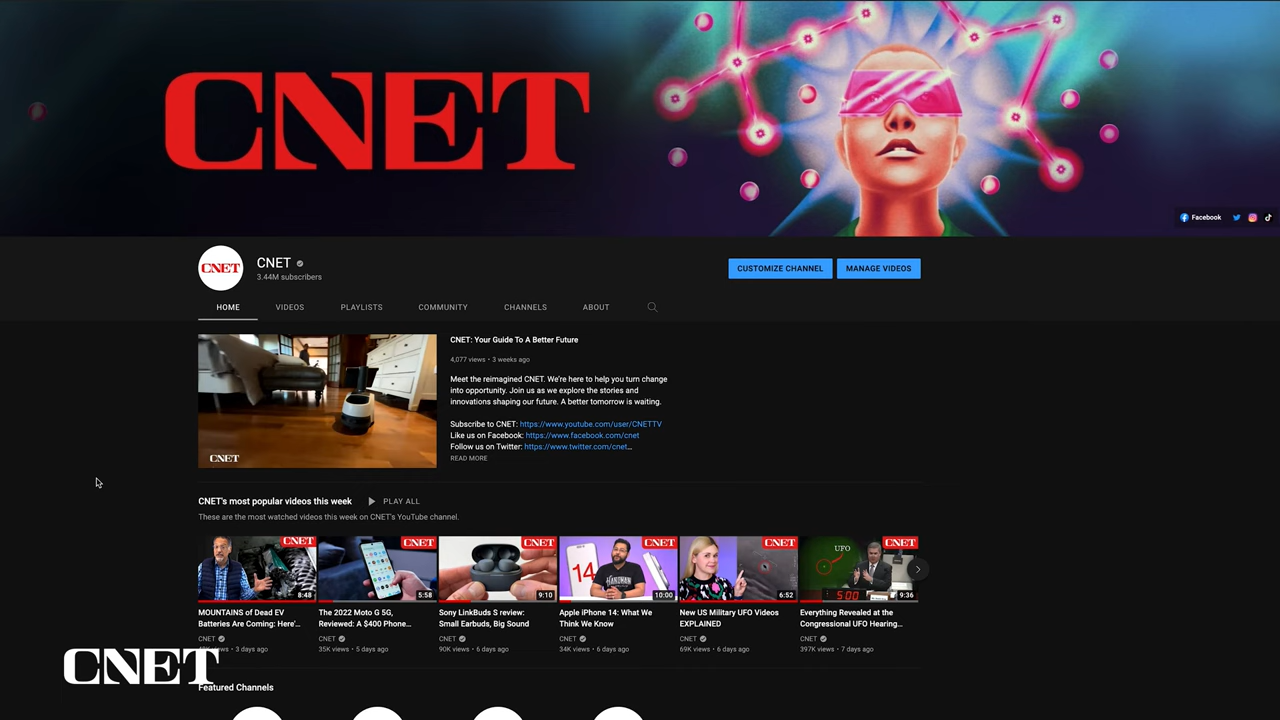 CNET
Facebook
CNET
CNET
3.44M subscribers
CUSTOMIZE CHANNEL
MANAGE VIDEOS
HOME
VIDEOS
PLAYLISTS
COMMUNITY
CHANNELS
ABOUT
CNET
CNET: Your Guide To A Better Future
4,077 views • 3 weeks ago
Meet the reimagined CNET. We're here to help you turn change
into opportunity. Join us as we explore the stories and
innovations shaping our future. A better tomorrow is waiting.
Subscribe to CNET: https://www.youtube.com/user/CNETTV
Like us on Facebook: https://www.facebook.com/cnet
Follow us on Twitter: https://www.twitter.com/cnet...
READ MORE
CNET's most popular videos this week
PLAY ALL
These are the most watched videos this week on CNET's YouTube channel.
CNET
8:48
MOUNTAINS of Dead EV
Batteries Are Coming: Here'...
CNET
views • 3 days ago
CNET
5:58
The 2022 Moto G 5G,
Reviewed: A $400 Phone...
CNET
35K views • 5 days ago
CNET
9:10
Sony LinkBuds S review:
Small Earbuds, Big Sound
CNET
90K views • 6 days ago
CNET
14
10:00
Apple iPhone 14: What We
Think We Know
CNET
34K views • 6 days ago
CNET
6:52
New US Military UFO Videos
EXPLAINED
CNET
69K views • 6 days ago
CNET
UFO
5 00
9:36
Everything Revealed at the
Congressional UFO Hearing...
CNET
397K views • 7 days ago
CNET
Featured Channels